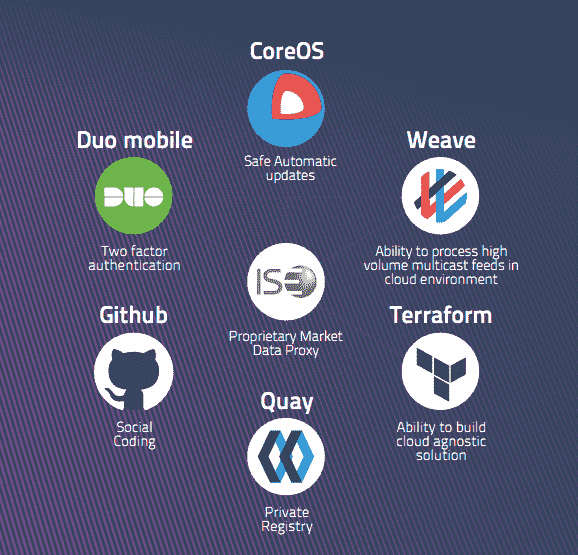 CoreOS
Safe Automatic
updates
Duo mobile
DUO
Two factor
authentication
Weave
Ability to process high
volume multicast feeds in
cloud environment
ISE
Proprietary Market
Data Proxy
Github
Social
Coding
Terraform
Ability to build
cloud agnostic
solution
Quay
Private
Registry